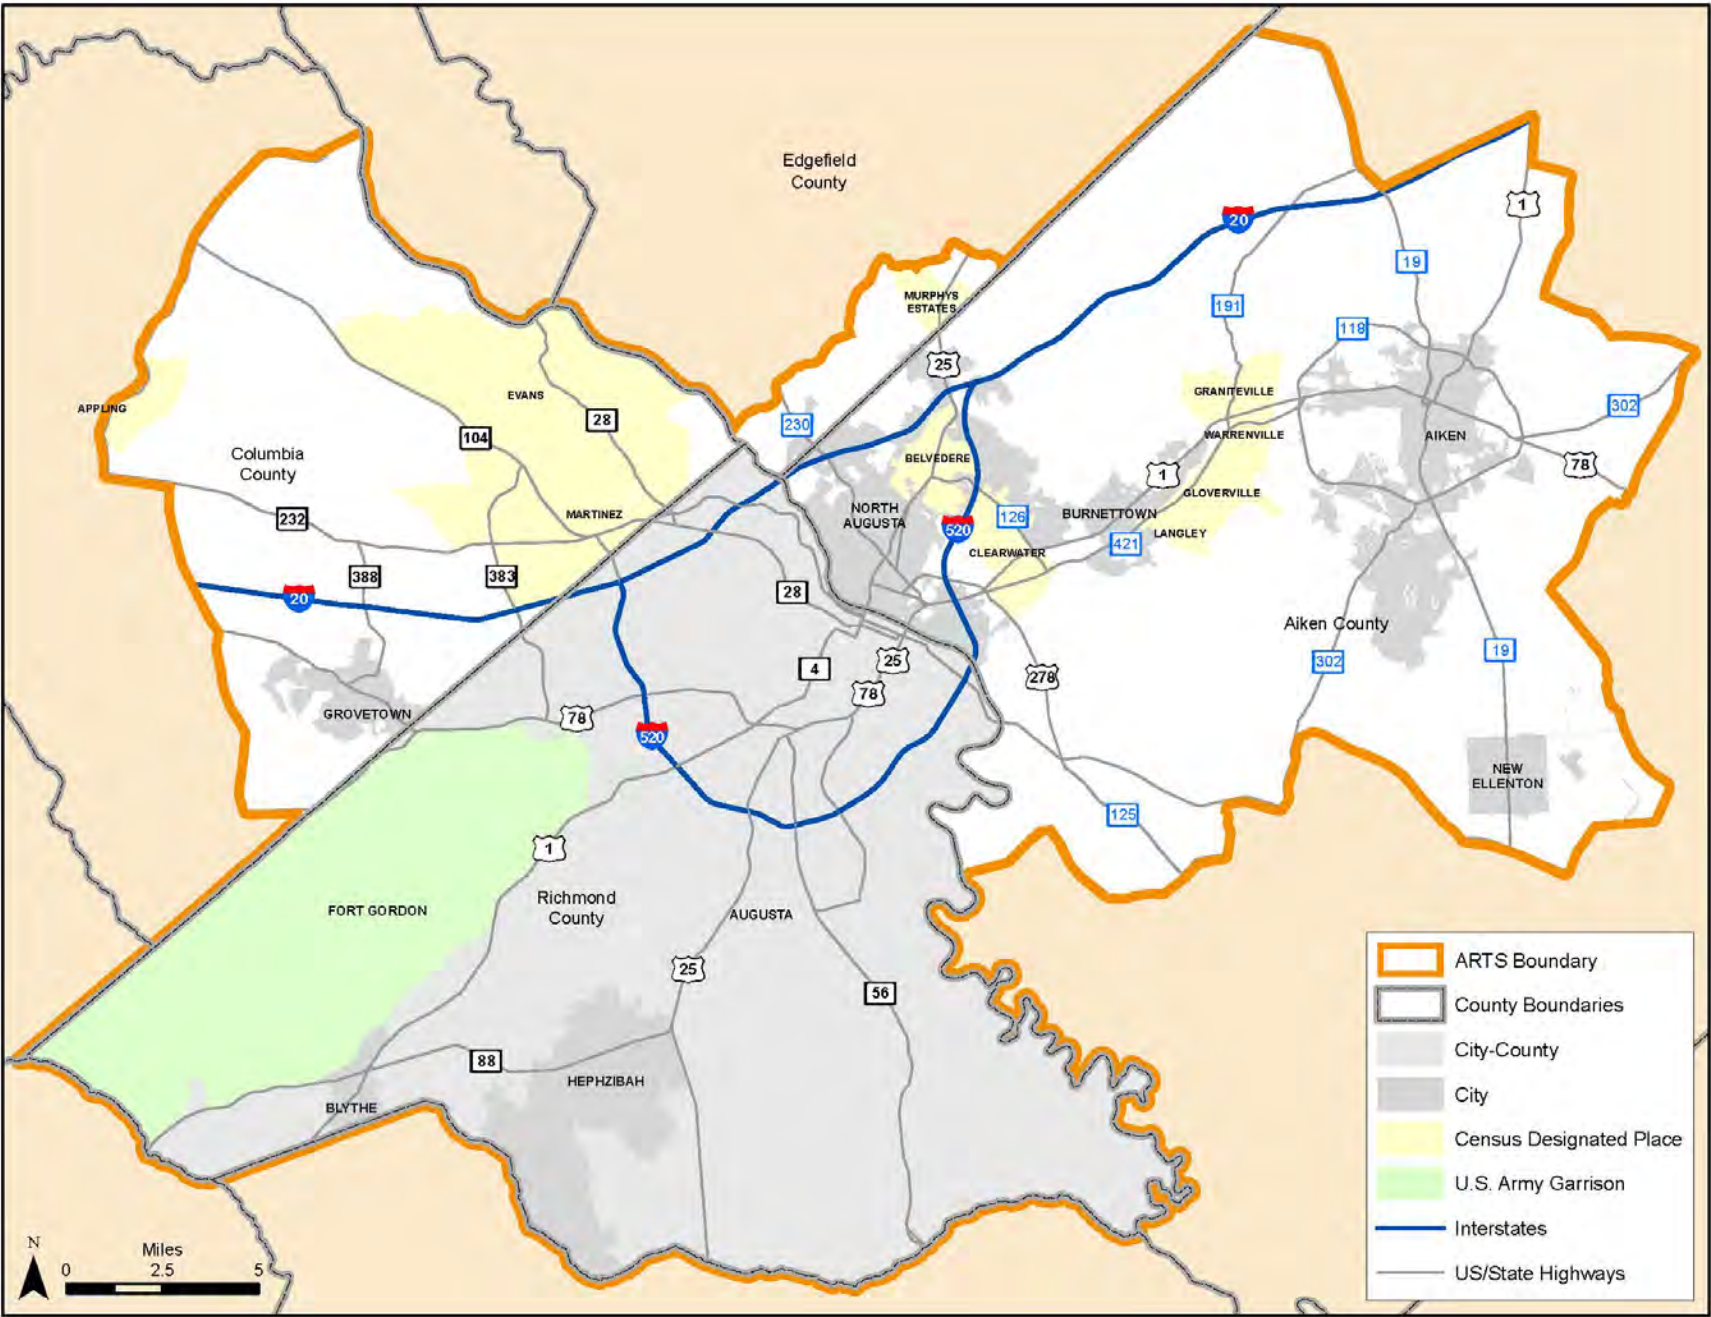 Edgefield
County
20
1
19
MURPHYS
ESTATES
191
118
25
GRANITEVILLE
302
EVANS
APPLING
28
230
104
WARRENVILLE
AIKEN
Columbia
County
BELVEDERE
1
78
GLOVERVILLE
232
MARTINEZ
NORTH
AUGUSTA
126
BURNETTOWN
520
LANGLEY
421
CLEARWATER
388
383
28
20
Aiken County
19
4
25
302
278
78
GROVETOWN
78
520
NEW
ELLENTON
125
1
FORT GORDON
Richmond
County
AUGUSTA
25
56
88
HEPHZIBAH
BLYTHE
ARTS Boundary
County Boundaries
City-County
City
Census Designated Place
U.S. Army Garrison
Interstates
US/State Highways
N
Miles
0 2.5 5